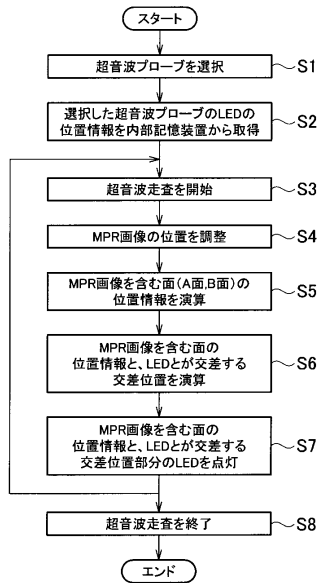 スタート
超音波プローブを選択
S1
選択した超音波プローブのLEDの
位置情報を内部記憶装置から取得
S2
超音波走査を開始
S3
MPR画像の位置を調整
S4
MPR画像を含む面(A面,B面)の
位置情報を演算
S5
MPR画像を含む面の
位置情報と、LEDとが交差する
交差位置を演算
S6
MPR画像を含む面の
位置情報と、LEDとが交差する
交差位置部分のLEDを点灯
S7
超音波走査を終了
S8
エンド